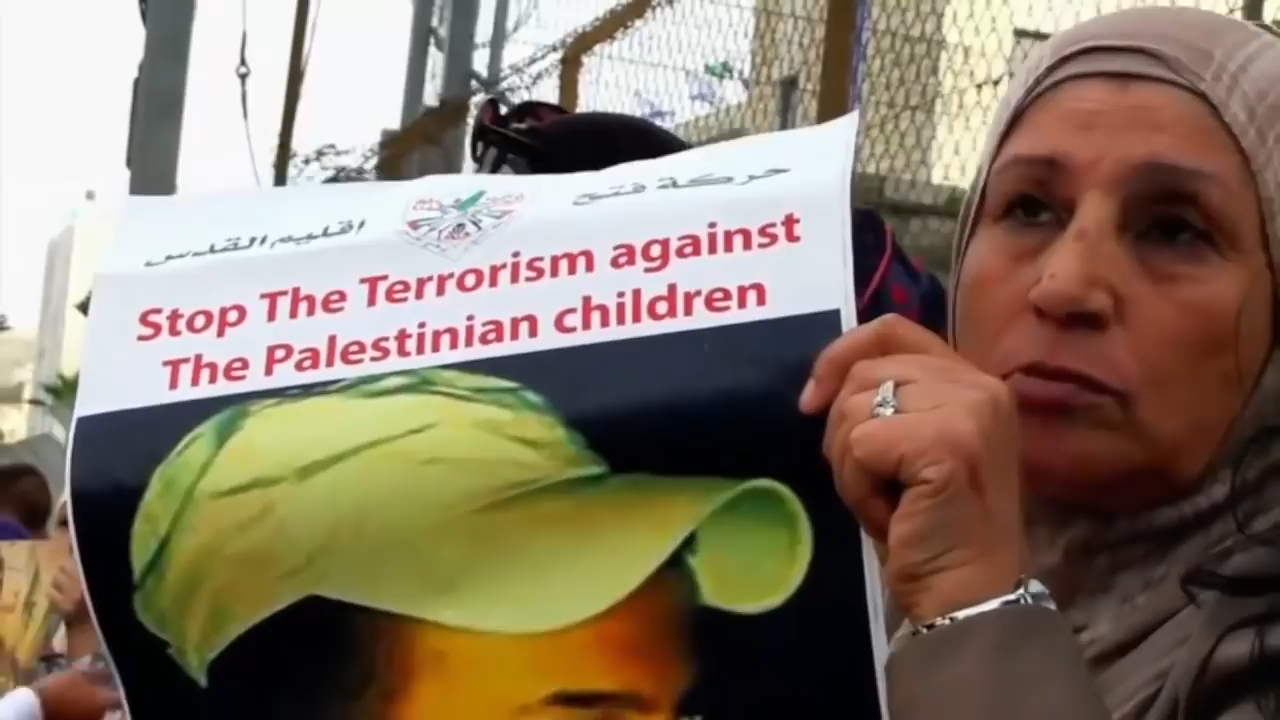 حركة فتح اقليم القدس
Stop The Terrorism against
The Palestinian children